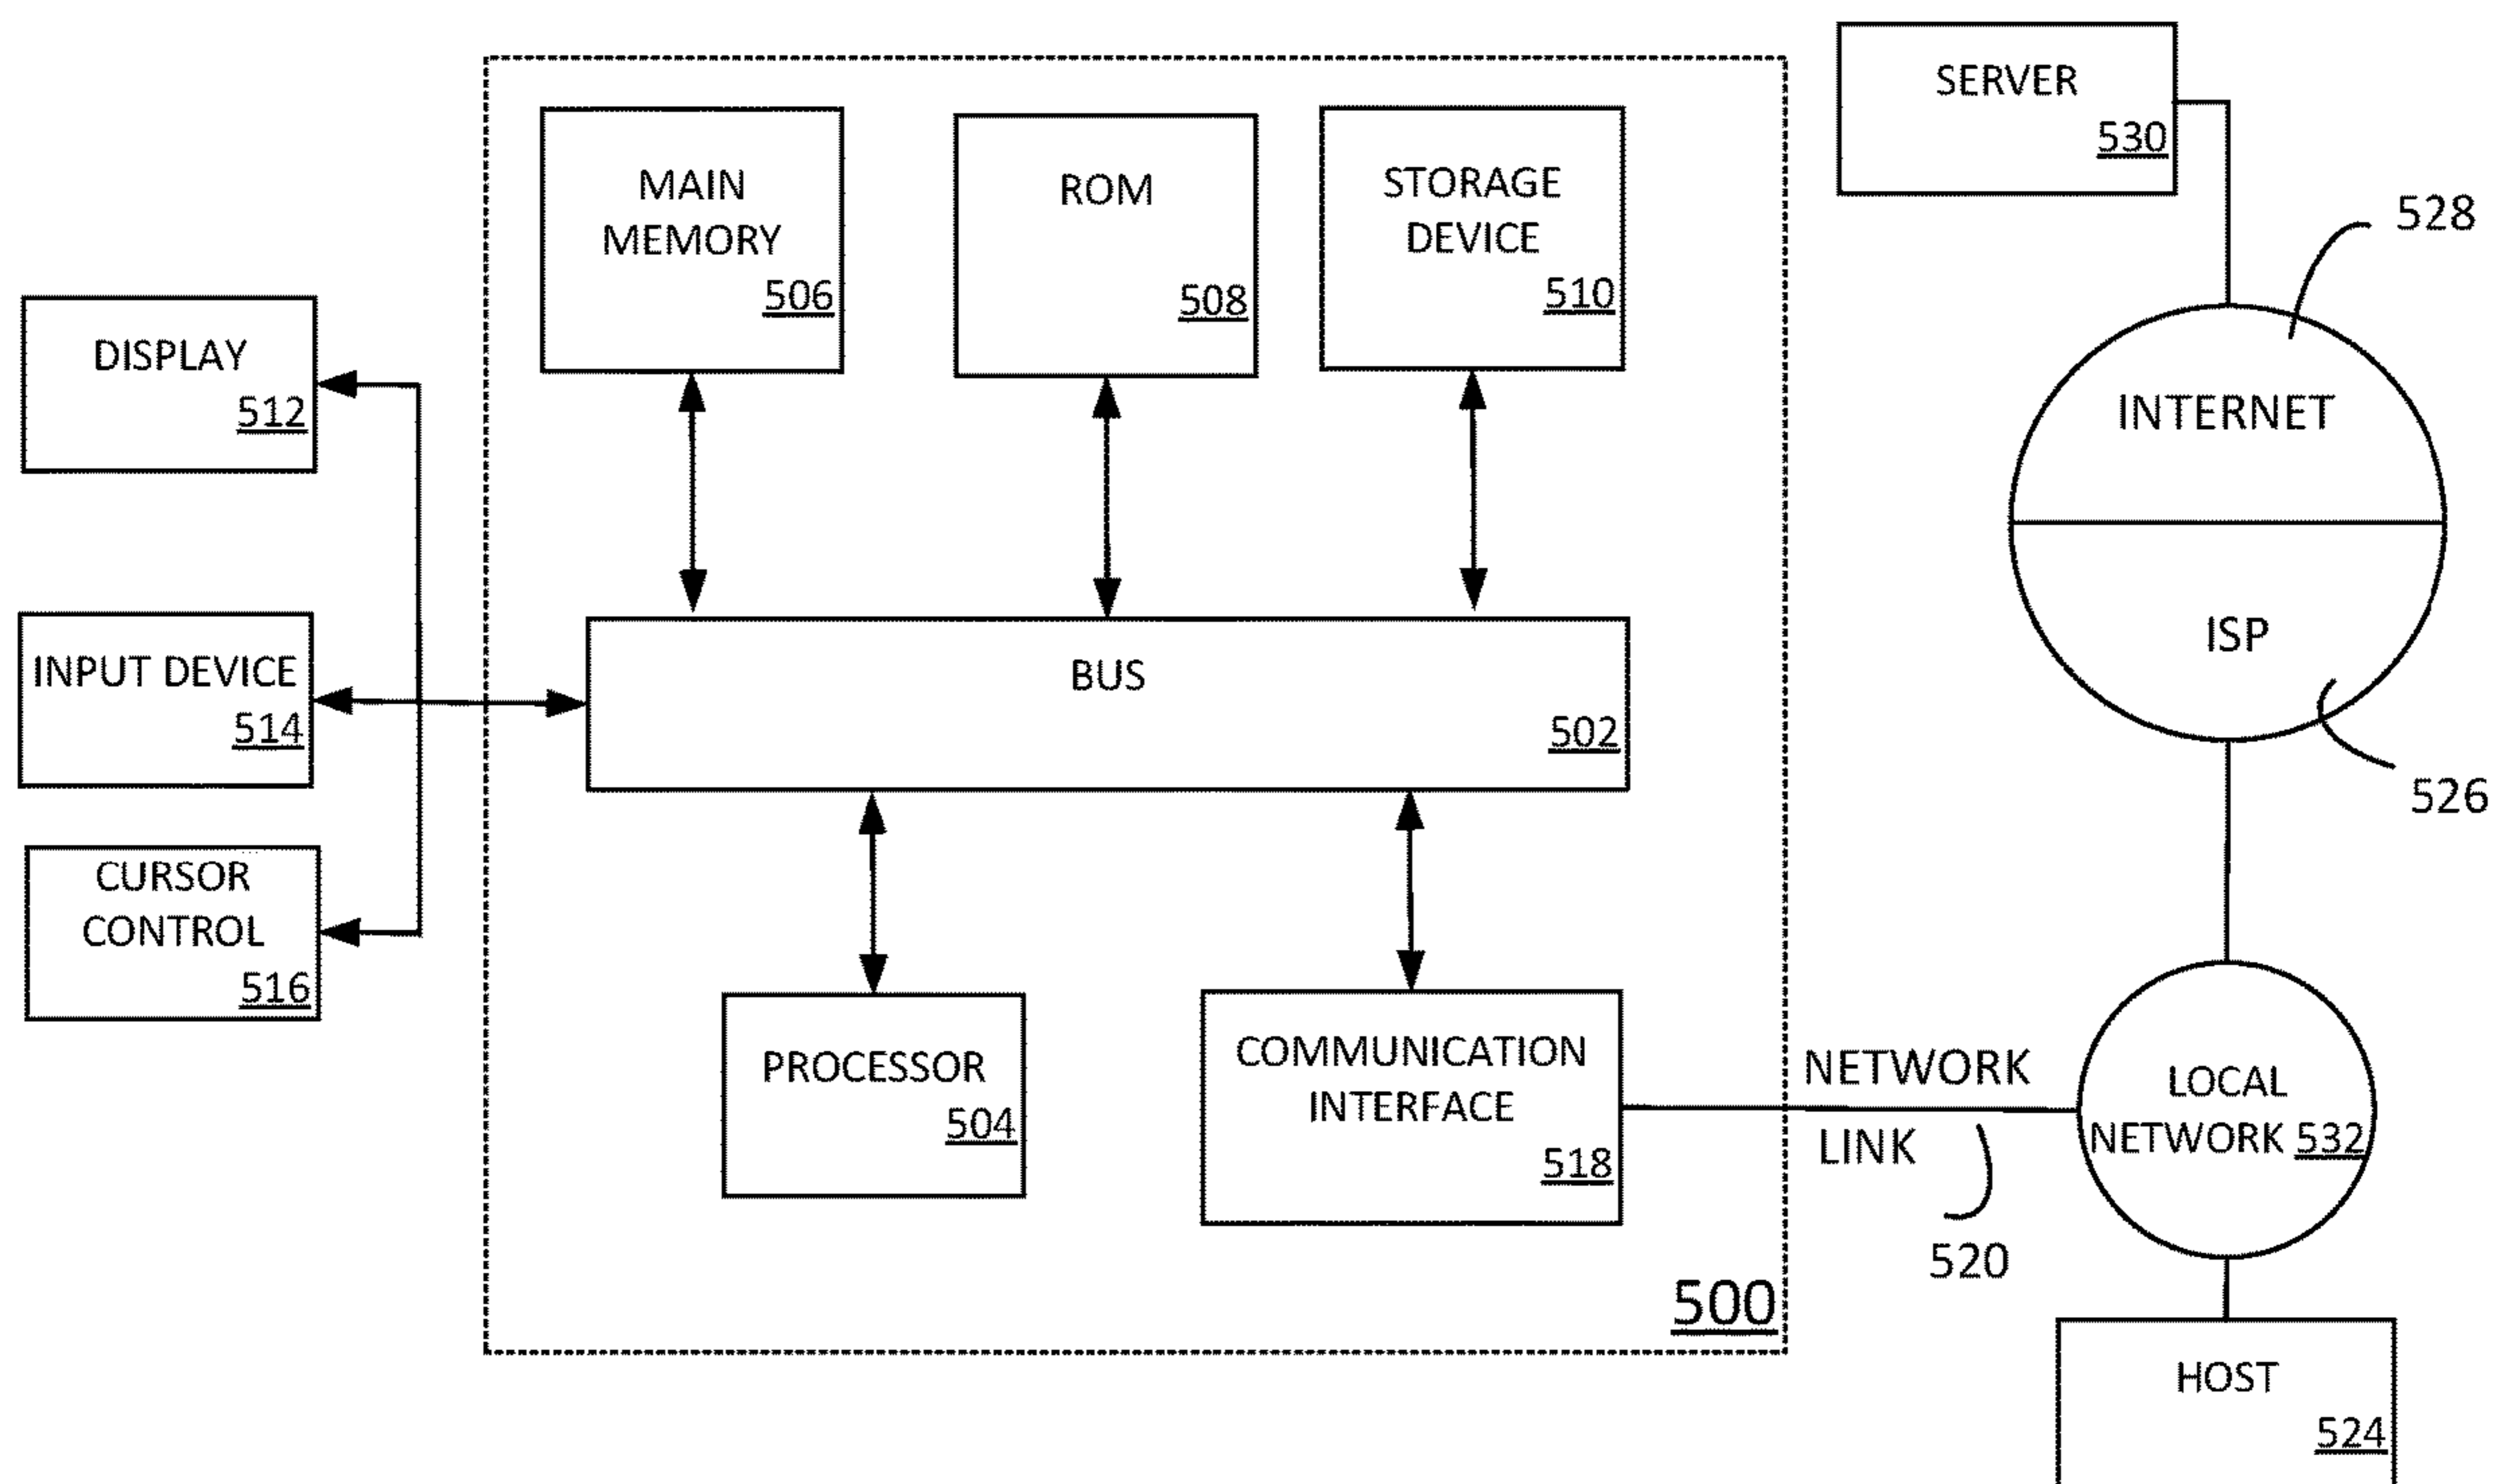 SERVER
530
528
INTERNET
ISP
526
MAIN
MEMORY
506
ROM
508
STORAGE
DEVICE
510
DISPLAY
512
INPUT DEVICE
514
CURSOR
CONTROL
516
BUS
502
PROCESSOR
504
COMMUNICATION
INTERFACE
518
500
NETWORK
LINK
520
LOCAL
NETWORK 532
HOST
524